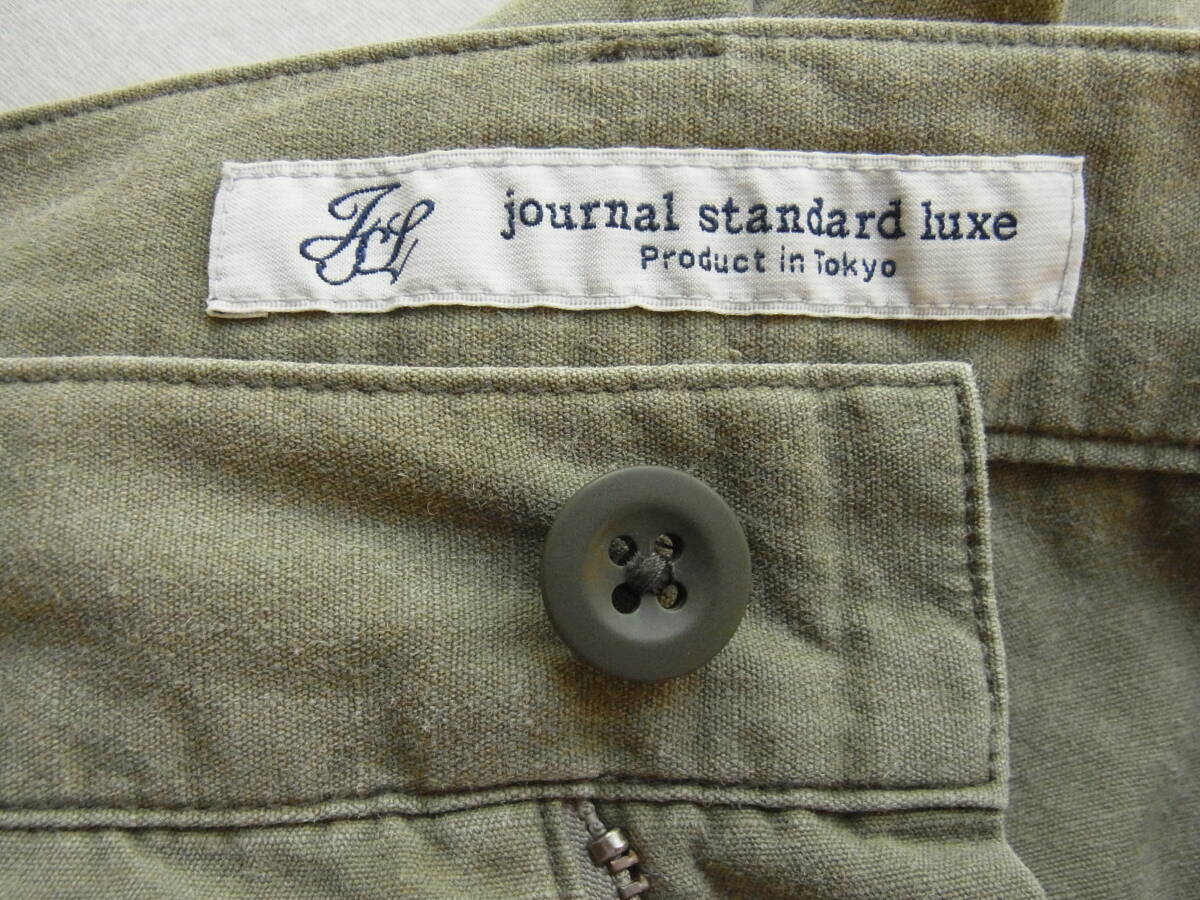 JSL
journal standard luxe
Product in Tokyo